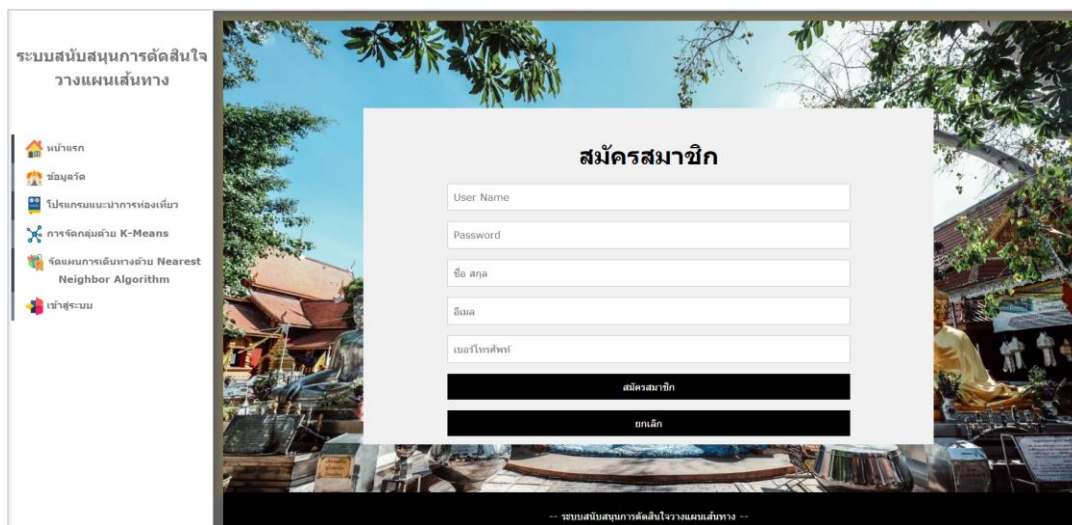 ระบบสนับสนุนการตัดสินใจ
วางแผนเส้นทาง
หน้าแรก
ข้อมูลวัด
โปรแกรมแนะนำการท่องเที่ยว
การจัดกลุ่มด้วย K-Means
จัดแผนการเดินทางด้วย Nearest
Neighbor Algorithm
เข้าสู่ระบบ
สมัครสมาชิก
User Name
Password
ชื่อ สกุล
อีเมล
เบอร์โทรศัพท์
สมัครสมาชิก
ยกเลิก
-- ระบบสนับสนุนการตัดสินใจวางแผนเส้นทาง --